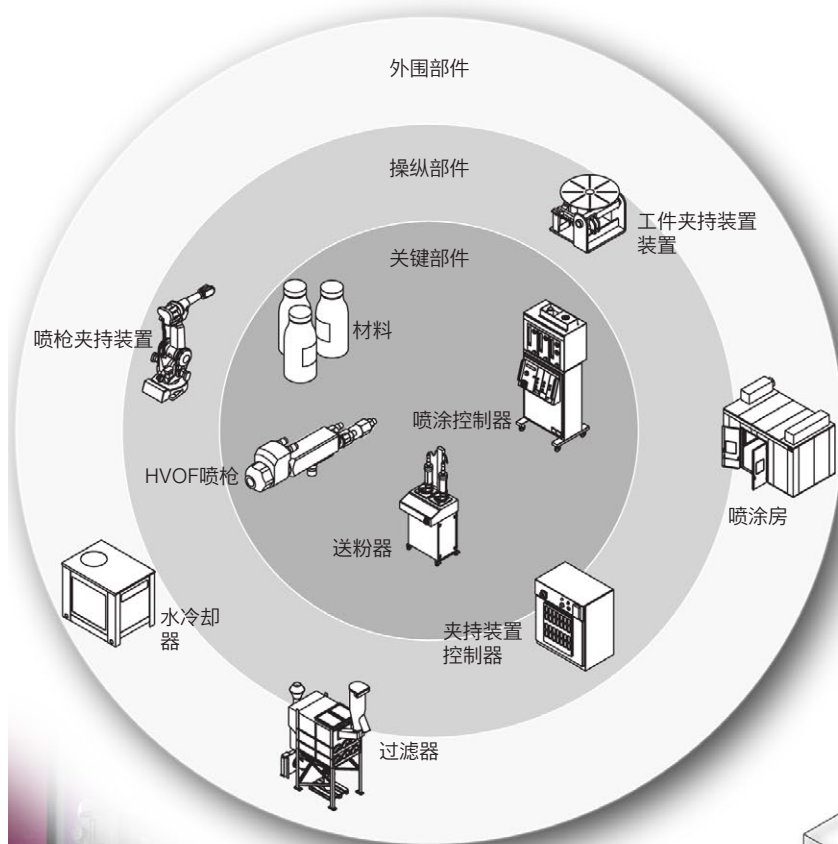 外围部件
操纵部件
工件夹持装置
装置
关键部件
喷枪夹持装置
材料
喷涂控制器
HVOF喷枪
喷涂房
送粉器
水冷却
器
夹持装置
控制器
过滤器